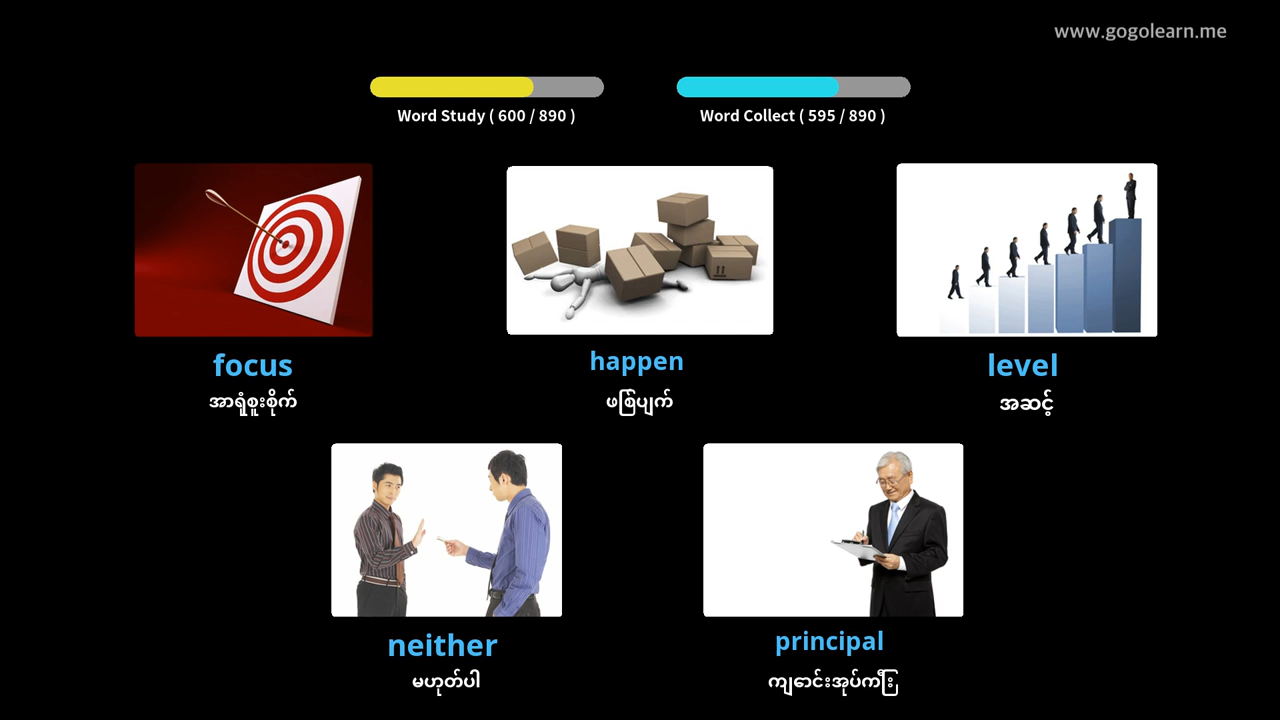 www.gogolearn.me
Word Study ( 600 / 890 )
Word Collect ( 595 / 890 )
focus
အာရုံစူးစိုက်
happen
ဖြစ်ပျက်
level
အဆင့်
neither
မဟုတ်ပါ
principal
ကျောင်းအုပ်ကြီး